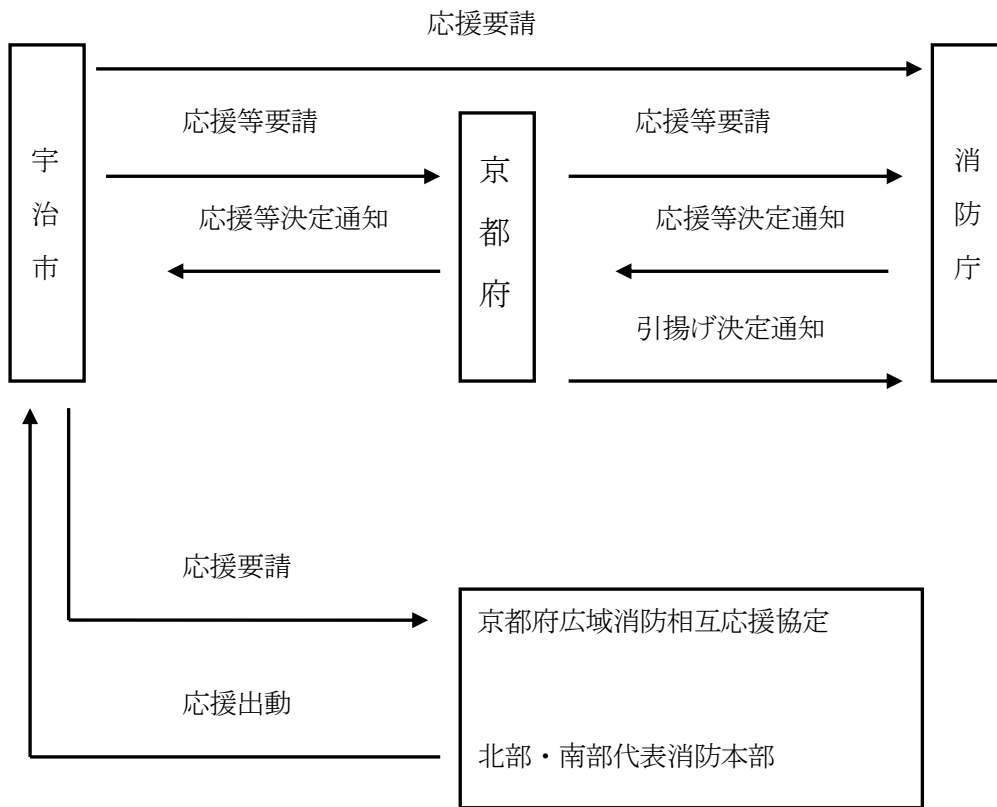 応援要請
宇治市
応援等要請
京都府
応援等要請
消防庁
応援等決定通知
応援等決定通知
引揚げ決定通知
応援要請
京都府広域消防相互応援協定
応援出動
北部・南部代表消防本部